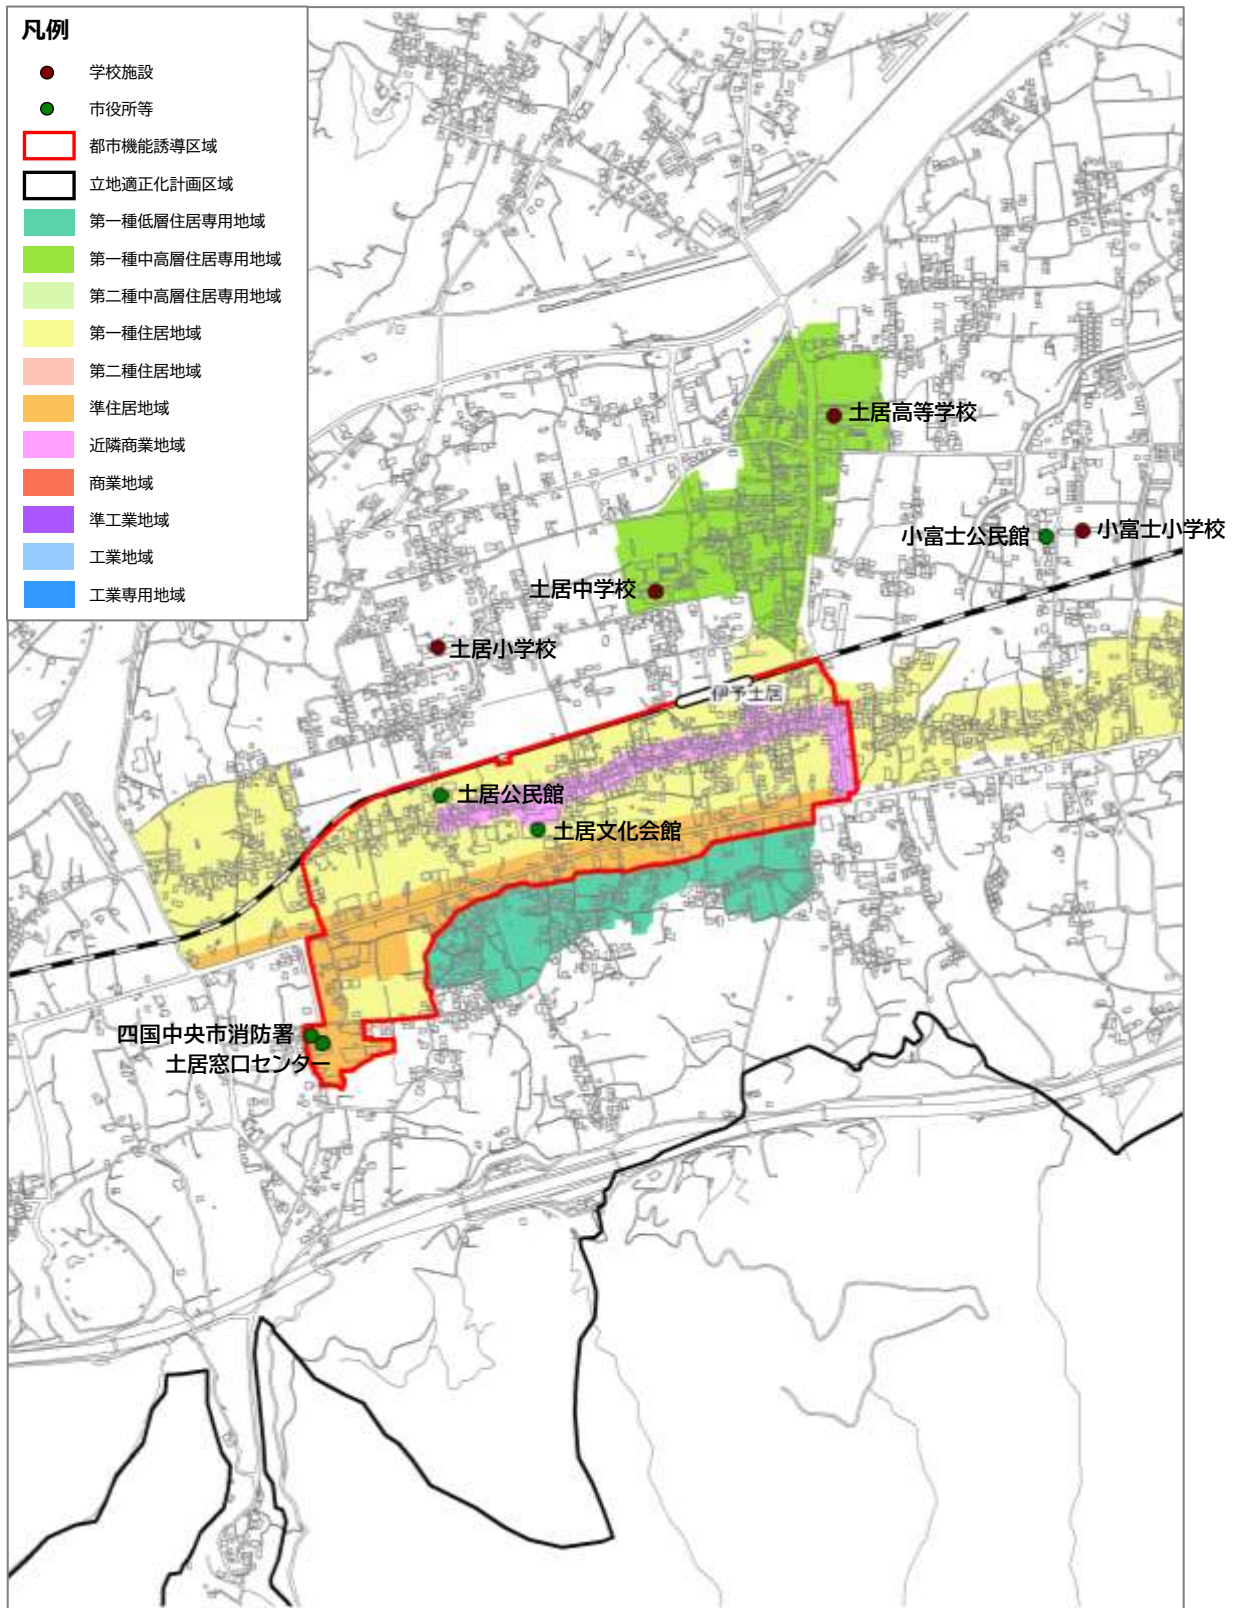 凡例
学校施設
市役所等
都市機能誘導区域
立地適正化計画区域
第一種低層住居専用地域
第一種中高層住居専用地域
第二種中高層住居専用地域
第一種住居地域
第二種住居地域
準住居地域
近隣商業地域
商業地域
準工業地域
工業地域
工業専用地域
土居高等学校
小富士公民館
小富士小学校
土居中学校
土居小学校
伊予土居
土居公民館
土居文化会館
四国中央市消防署
土居窓口センター